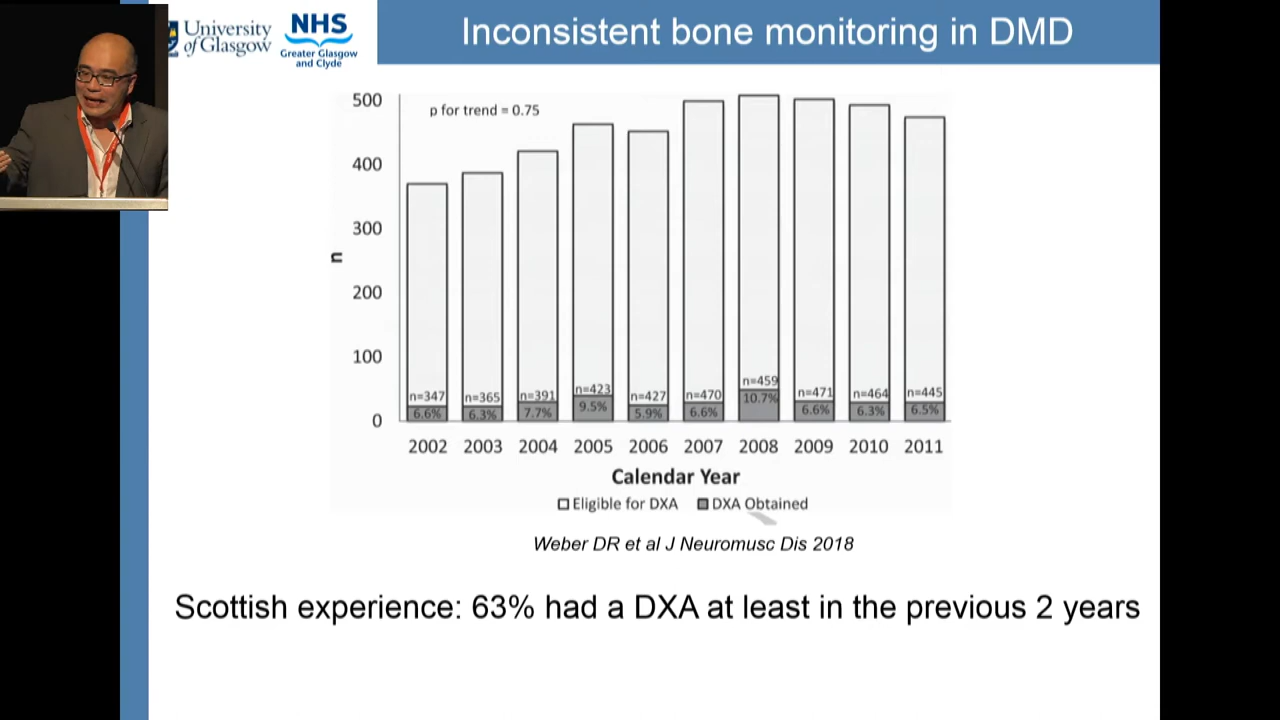 University
of Glasgow
NHS
Greater Glasgow
and Clyde
Inconsistent bone monitoring in DMD
p for trend = 0.75
500
400
300
200
100
0
n
n=347
n=365
n=391
n=423
n=427
n=470
n=459
n=471
n=464
n=445
6.6%
6.3%
7.7%
9.5%
5.9%
6.6%
10.7%
6.6%
6.3%
6.5%
2002 2003 2004 2005 2006 2007 2008 2009 2010 2011
Calendar Year
Eligible for DXA DXA Obtained
Weber DR et al J Neuromusc Dis 2018
Scottish experience: 63% had a DXA at least in the previous 2 years